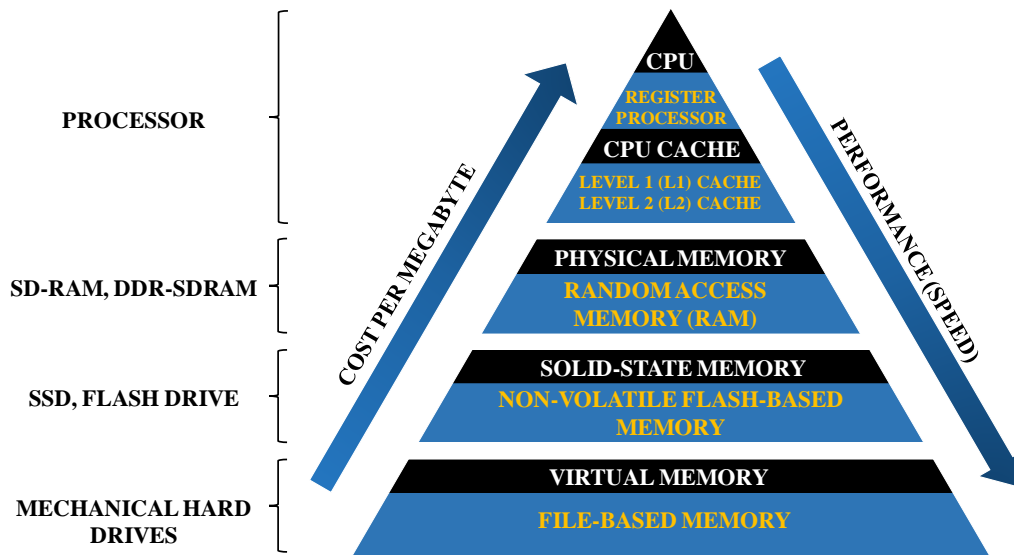 CPU
REGISTER
PROCESSOR
CPU CACHE
LEVEL 1 (L1) CACHE
LEVEL 2 (L2) CACHE
PROCESSOR
COST PER MEGABYTE
PERFORMANCE (SPEED)
PHYSICAL MEMORY
RANDOM ACCESS
MEMORY (RAM)
SD-RAM, DDR-SDRAM
SOLID-STATE MEMORY
NON-VOLATILE FLASH-BASED
MEMORY
SSD, FLASH DRIVE
VIRTUAL MEMORY
FILE-BASED MEMORY
MECHANICAL HARD
DRIVES